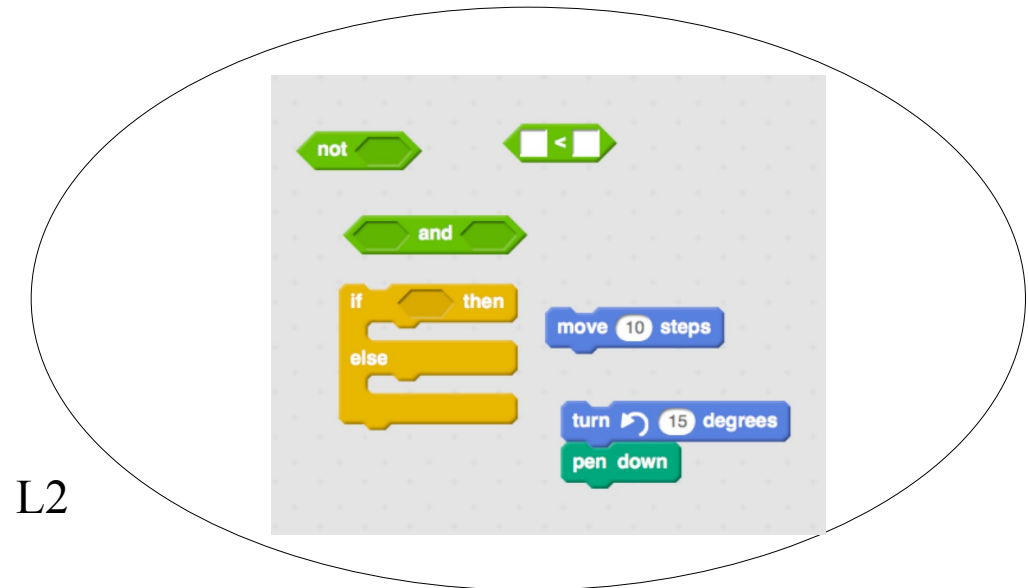 not
<
and
if then
else
move 10 steps
turn 15 degrees
pen down
L2